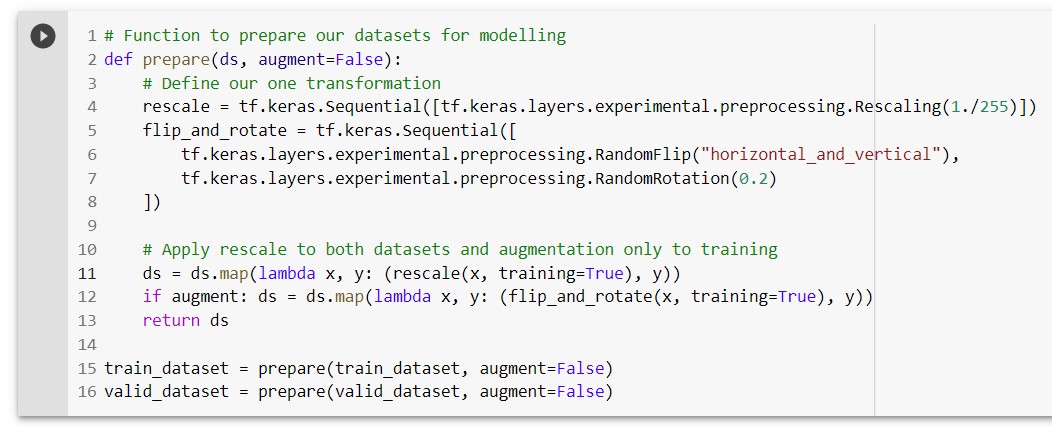 1 # Function to prepare our datasets for modelling
2 def prepare(ds, augment=False):
3     # Define our one transformation
4     rescale = tf.keras.Sequential([tf.keras.layers.experimental.preprocessing.Rescaling(1./255)])
5     flip_and_rotate = tf.keras.Sequential([
6         tf.keras.layers.experimental.preprocessing.RandomFlip("horizontal_and_vertical"),
7         tf.keras.layers.experimental.preprocessing.RandomRotation(0.2)
8     ])
9
10     # Apply rescale to both datasets and augmentation only to training
11     ds = ds.map(lambda x, y: (rescale(x, training=True), y))
12     if augment: ds = ds.map(lambda x, y: (flip_and_rotate(x, training=True), y))
13     return ds
14
15 train_dataset = prepare(train_dataset, augment=False)
16 valid_dataset = prepare(valid_dataset, augment=False)